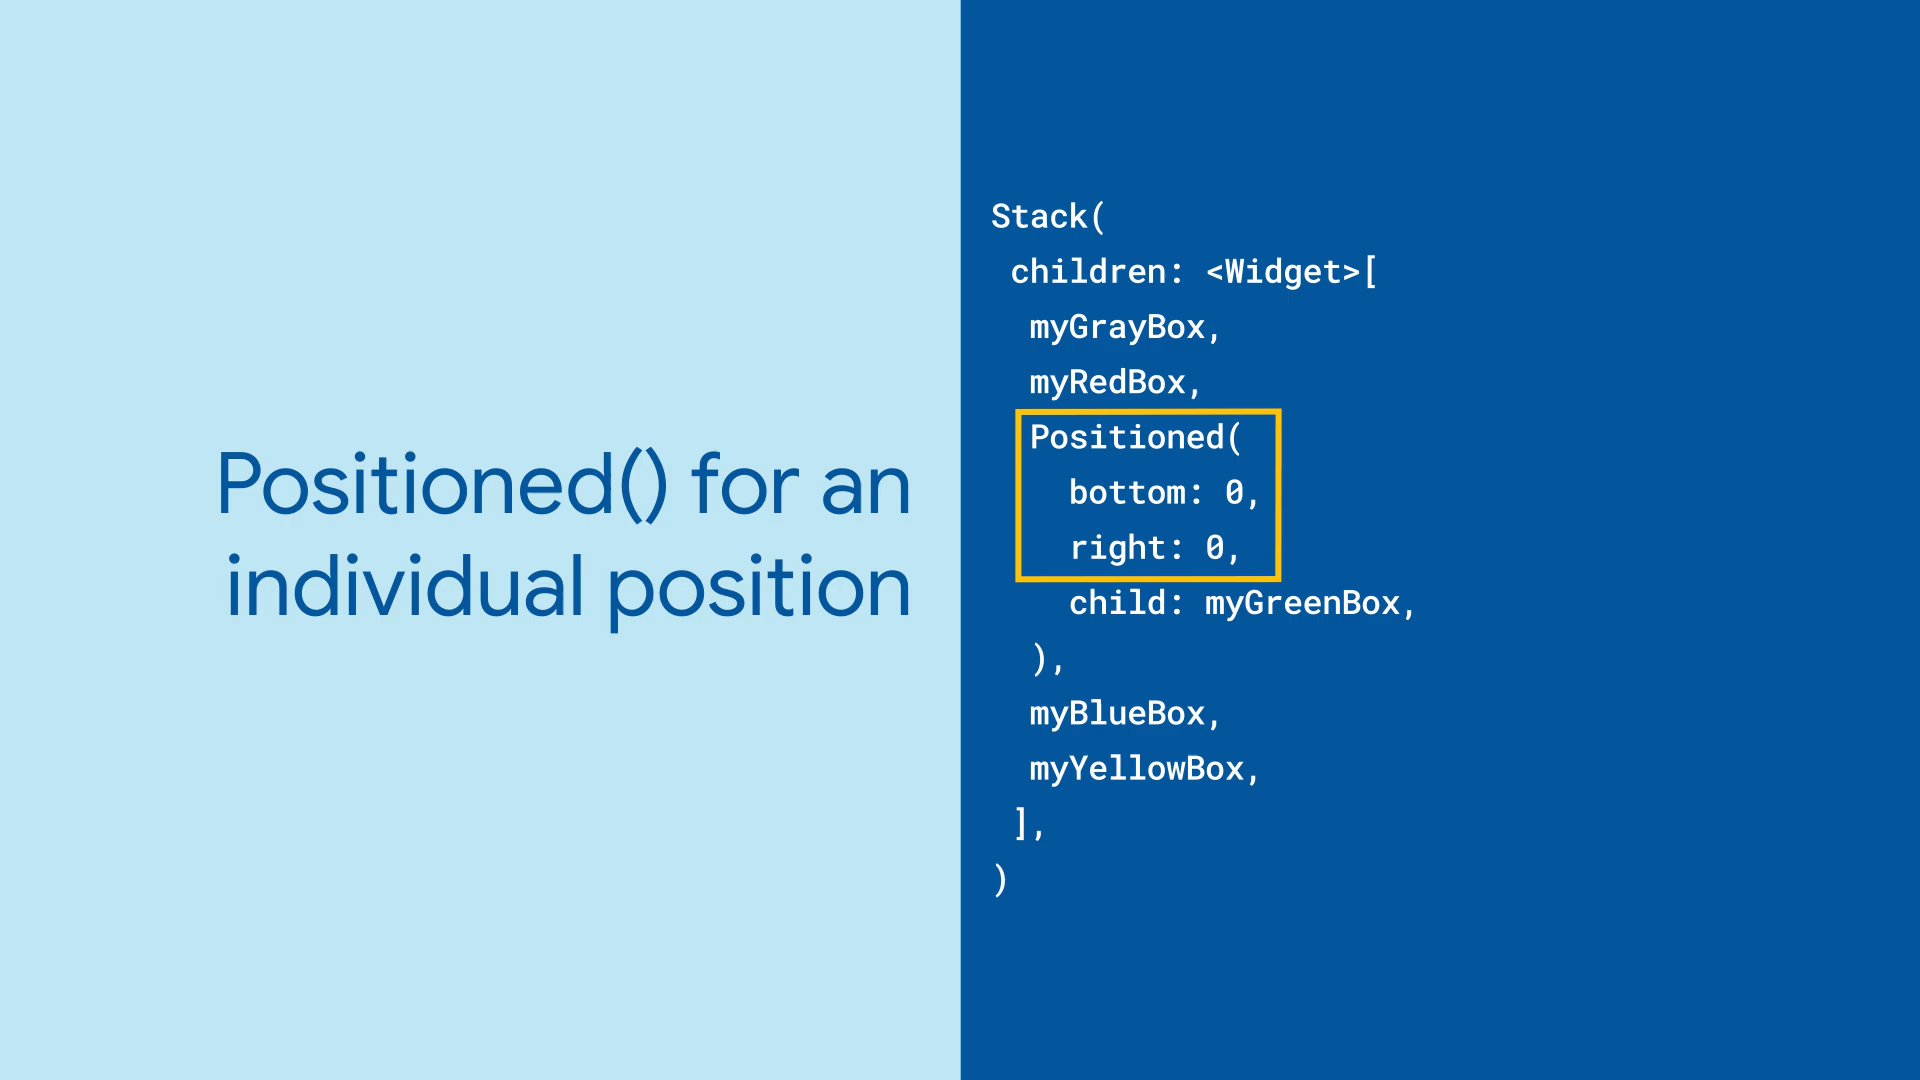 Positioned() for an
individual position
Stack(
children: <Widget>[
myGrayBox,
myRedBox,
Positioned(
bottom: 0,
right: 0,
child: myGreenBox,
),
myBlueBox,
myYellowBox,
],
)